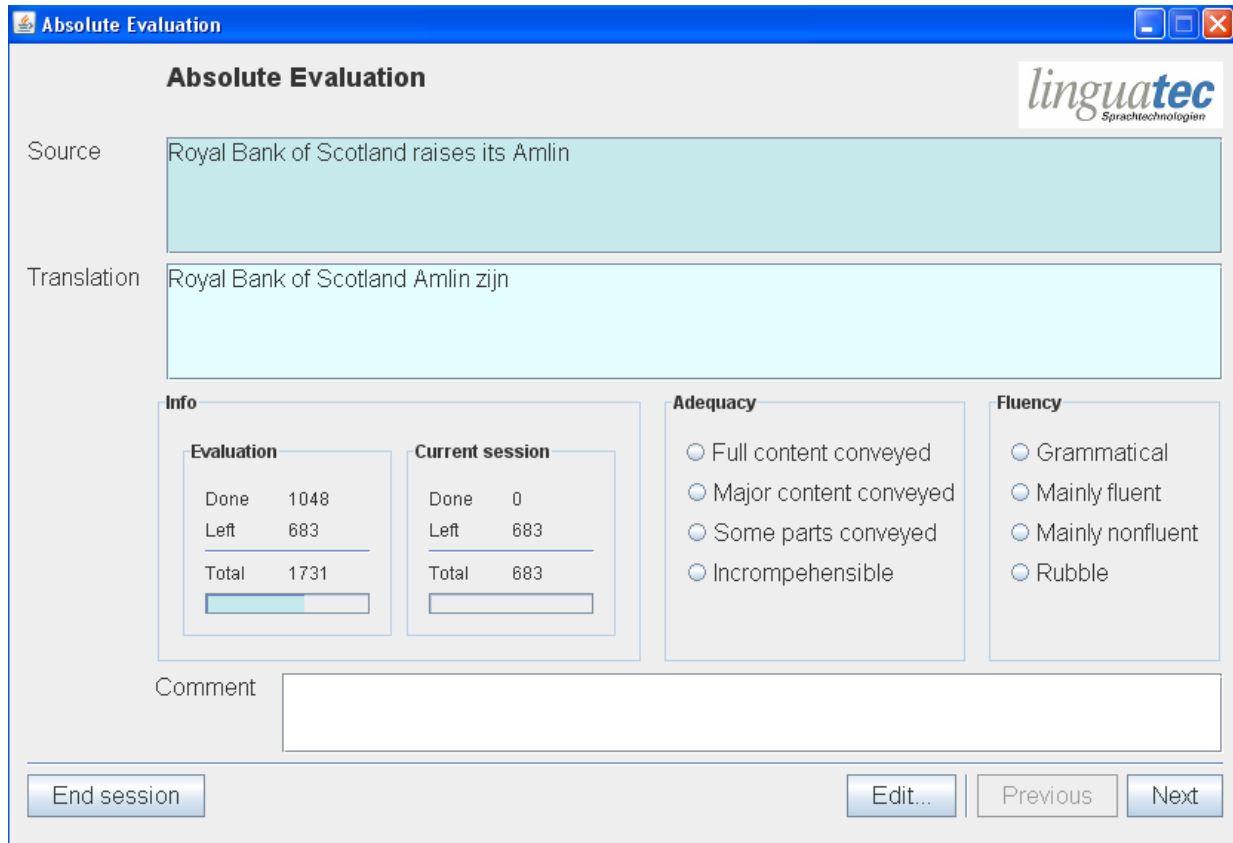 Absolute Evaluation
Absolute Evaluation
linguatec
Sprachtechnologien
Source
Royal Bank of Scotland raises its Amlin
Translation
Royal Bank of Scotland Amlin zijn
Info
Evaluation
Done 1048
Left 683
Total 1731
Current session
Done 0
Left 683
Total 683
Adequacy
Full content conveyed
Major content conveyed
Some parts conveyed
Incrompehensible
Fluency
Grammatical
Mainly fluent
Mainly nonfluent
Rubble
Comment
End session
Edit...
Previous
Next